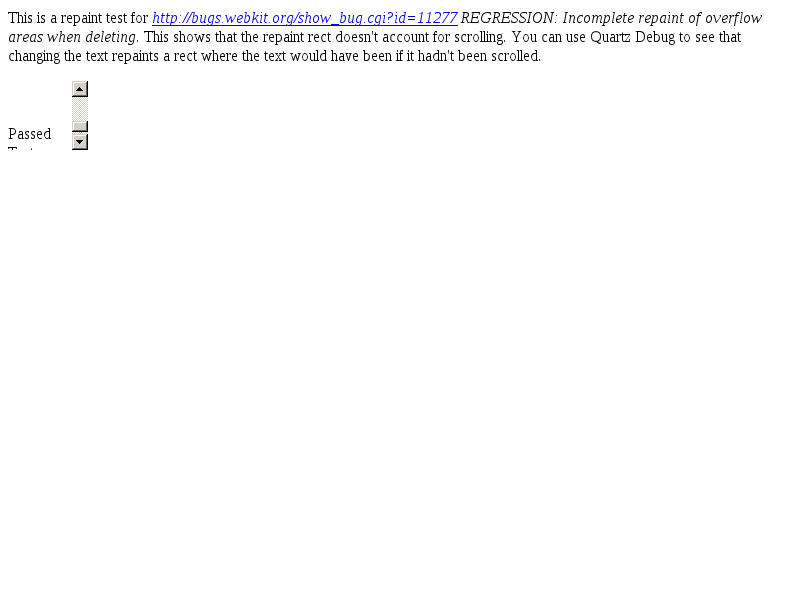 This is a repaint test for http://bugs.webkit.org/show_bug.cgi?id=11277 REGRESSION: Incomplete repaint of overflow
areas when deleting. This shows that the repaint rect doesn't account for scrolling. You can use Quartz Debug to see that
changing the text repaints a rect where the text would have been if it hadn't been scrolled.
Passed